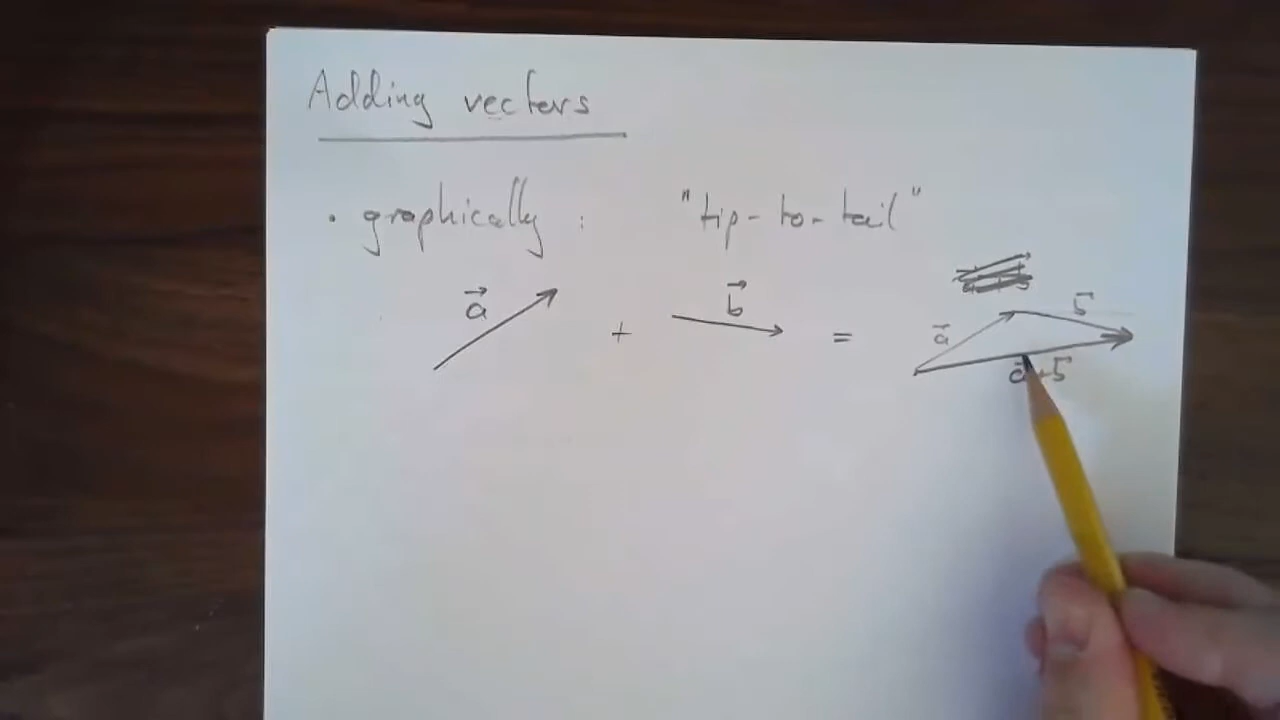 Adding vectors
• graphically : "tip-to-tail"
a⃗ + b⃗ = a⃗ b⃗
a⃗+b⃗